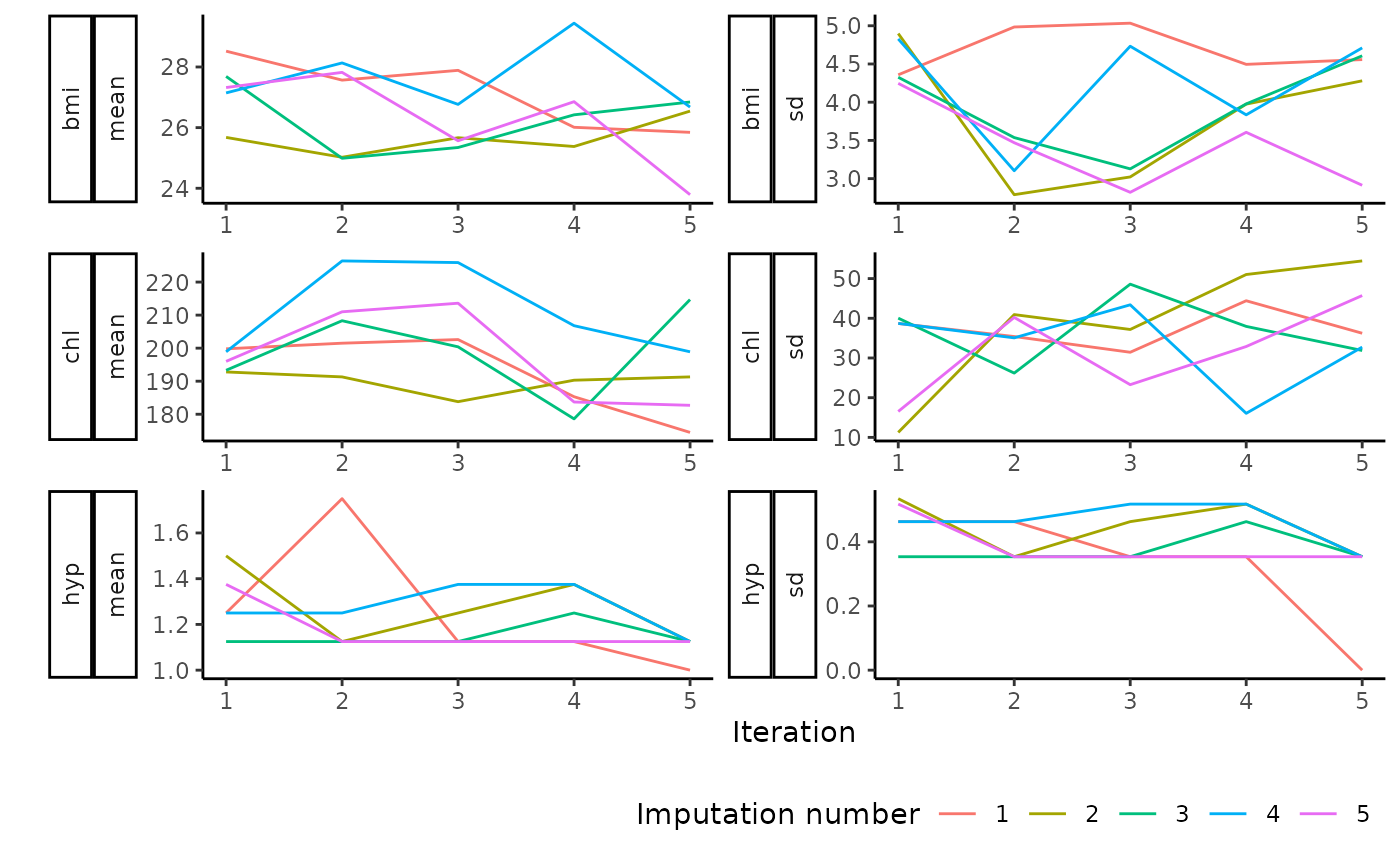 bmi mean
28
26
24
1 2 3 4 5
bmi sd
5.0
4.5
4.0
3.5
3.0
1 2 3 4 5
chl mean
220
210
200
190
180
1 2 3 4 5
chl sd
50
40
30
20
10
1 2 3 4 5
hyp mean
1.6
1.4
1.2
1.0
1 2 3 4 5
hyp sd
0.4
0.2
0.0
1 2 3 4 5
Iteration
Imputation number 1 2 3 4 5